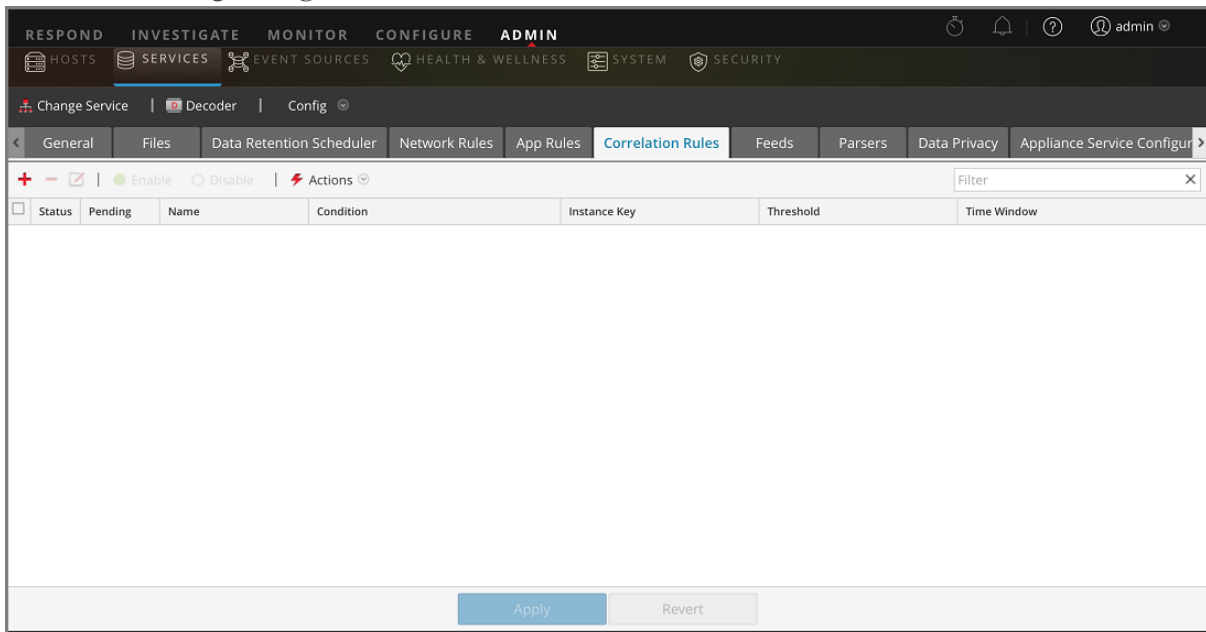 RESPOND INVESTIGATE MONITOR CONFIGURE ADMIN admin
HOSTS SERVICES EVENT SOURCES HEALTH & WELLNESS SYSTEM SECURITY
Change Service | Decoder | Config
General Files Data Retention Scheduler Network Rules App Rules Correlation Rules Feeds Parsers Data Privacy Appliance Service Configur
Enable Disable | Actions Filter
Status Pending Name Condition Instance Key Threshold Time Window
Apply Revert